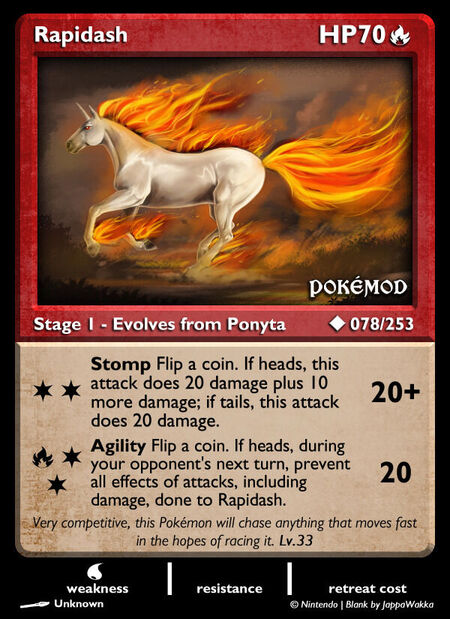 Rapidash HP70
POKÉMOD
Stage 1 - Evolves from Ponyta 078/253
Stomp Flip a coin. If heads, this
attack does 20 damage plus 10
more damage; if tails, this attack
does 20 damage.
20+
Agility Flip a coin. If heads, during
your opponent's next turn, prevent
all effects of attacks, including
damage, done to Rapidash.
20
Very competitive, this Pokémon will chase anything that moves fast
in the hopes of racing it. Lv.33
weakness resistance retreat cost
Unknown © Nintendo | Blank by JappaWakka